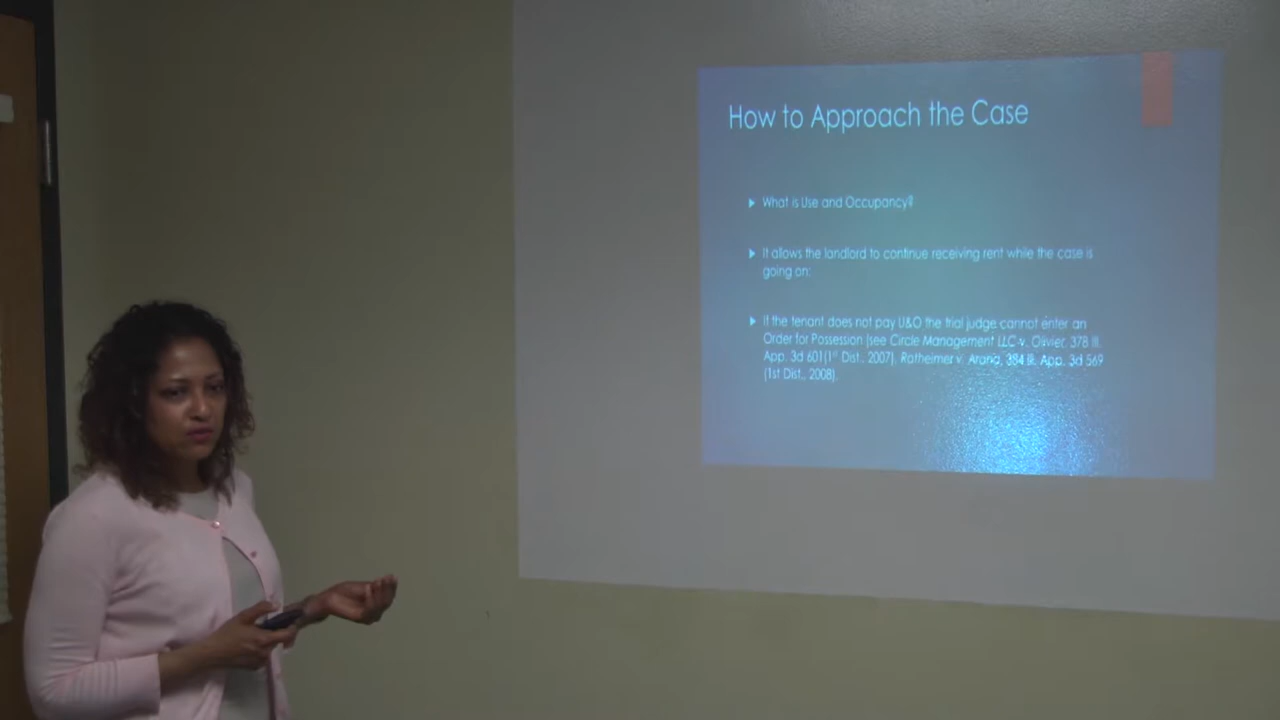 How to Approach the Case
What is Use and Occupancy?
It allows the landlord to continue receiving rent while the case is
going on:
If the tenant does not pay U&O the trial judge cannot enter an
Order for Possession (see Circle Management LLC v. Olivier, 378 Ill.
App. 3d 601(1st Dist., 2007), Rotheimer v. Arana, 384 Ill. App. 3d 569
(1st Dist., 2008).